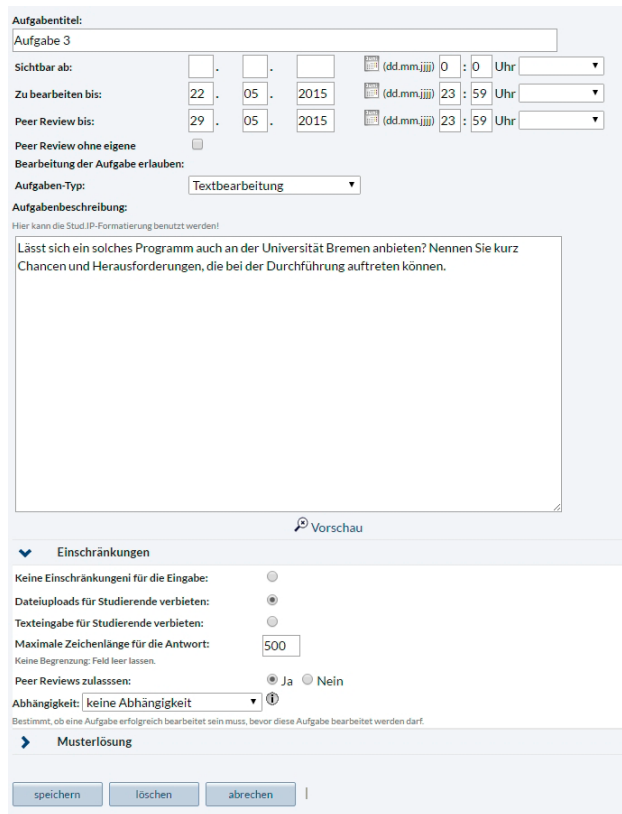 Aufgabentitel:
Aufgabe 3
Sichtbar ab: . . (dd.mm.jjjj) 0 : 0 Uhr
Zu bearbeiten bis: 22 . 05 . 2015 (dd.mm.jjjj) 23 : 59 Uhr
Peer Review bis: 29 . 05 . 2015 (dd.mm.jjjj) 23 : 59 Uhr
Peer Review ohne eigene
Bearbeitung der Aufgabe erlauben:
Aufgaben-Typ: Textbearbeitung
Aufgabenbeschreibung:
Hier kann die Stud.IP-Formatierung benutzt werden!
Lässt sich ein solches Programm auch an der Universität Bremen anbieten? Nennen Sie kurz
Chancen und Herausforderungen, die bei der Durchführung auftreten können.
Vorschau
Einschränkungen
Keine Einschränkungeni für die Eingabe:
Dateiuploads für Studierende verbieten:
Texteingabe für Studierende verbieten:
Maximale Zeichenlänge für die Antwort: 500
Keine Begrenzung: Feld leer lassen.
Peer Reviews zulasssen: Ja Nein
Abhängigkeit: keine Abhängigkeit
Bestimmt, ob eine Aufgabe erfolgreich bearbeitet sein muss, bevor diese Aufgabe bearbeitet werden darf.
Musterlösung
speichern löschen abrechen |